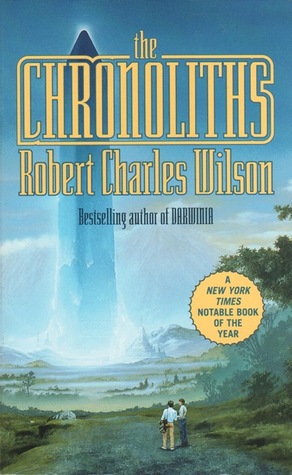 the
CHRONOLITHS
Robert Charles Wilson
Bestselling author of DARWINIA
A
NEW YORK
TIMES
NOTABLE BOOK
OF THE
YEAR